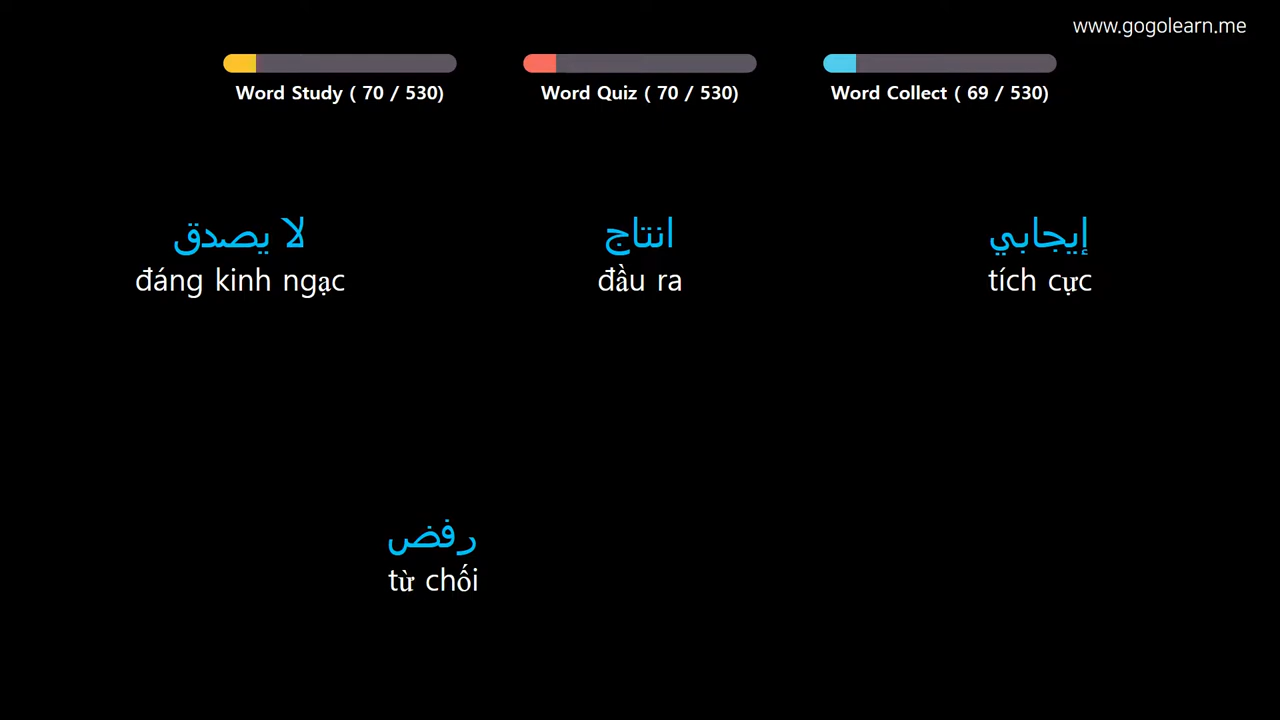 www.gogolearn.me
Word Study ( 70 / 530)
Word Quiz ( 70 / 530)
Word Collect ( 69 / 530)
لا يصدق
đáng kinh ngạc
انتاج
đầu ra
إيجابي
tích cực
رفض
từ chối